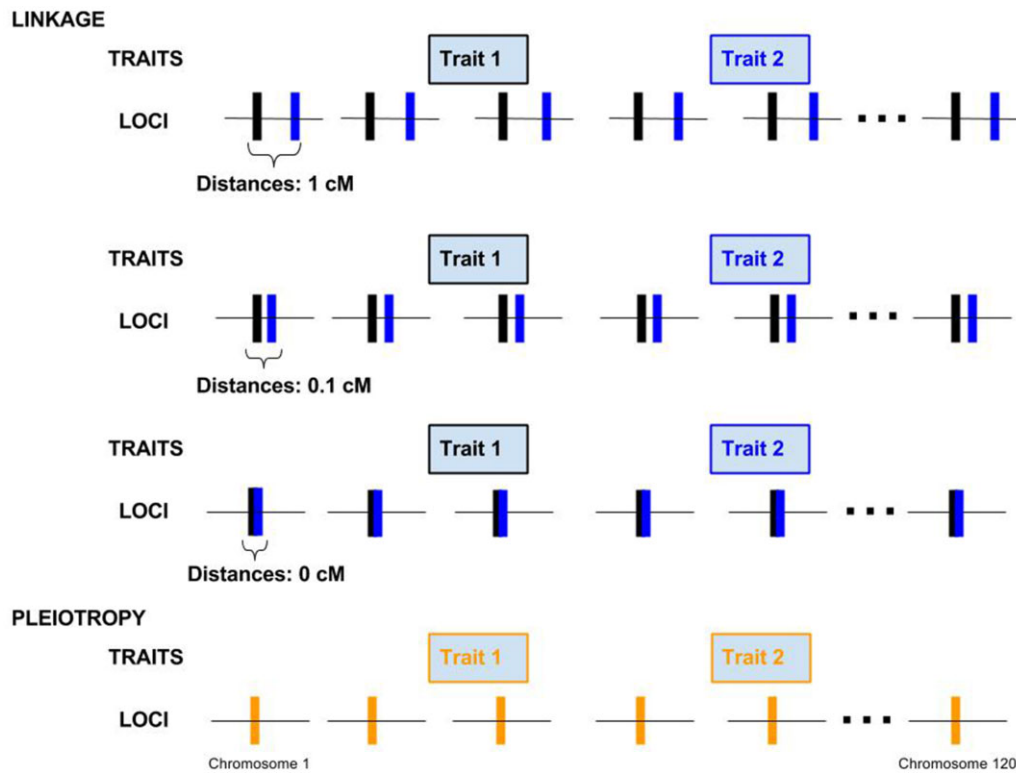 LINKAGE
TRAITS Trait 1 Trait 2
LOCI
Distances: 1 cM
TRAITS Trait 1 Trait 2
LOCI
Distances: 0.1 cM
TRAITS Trait 1 Trait 2
LOCI
Distances: 0 cM
PLEIOTROPY
TRAITS Trait 1 Trait 2
LOCI
Chromosome 1 Chromosome 120